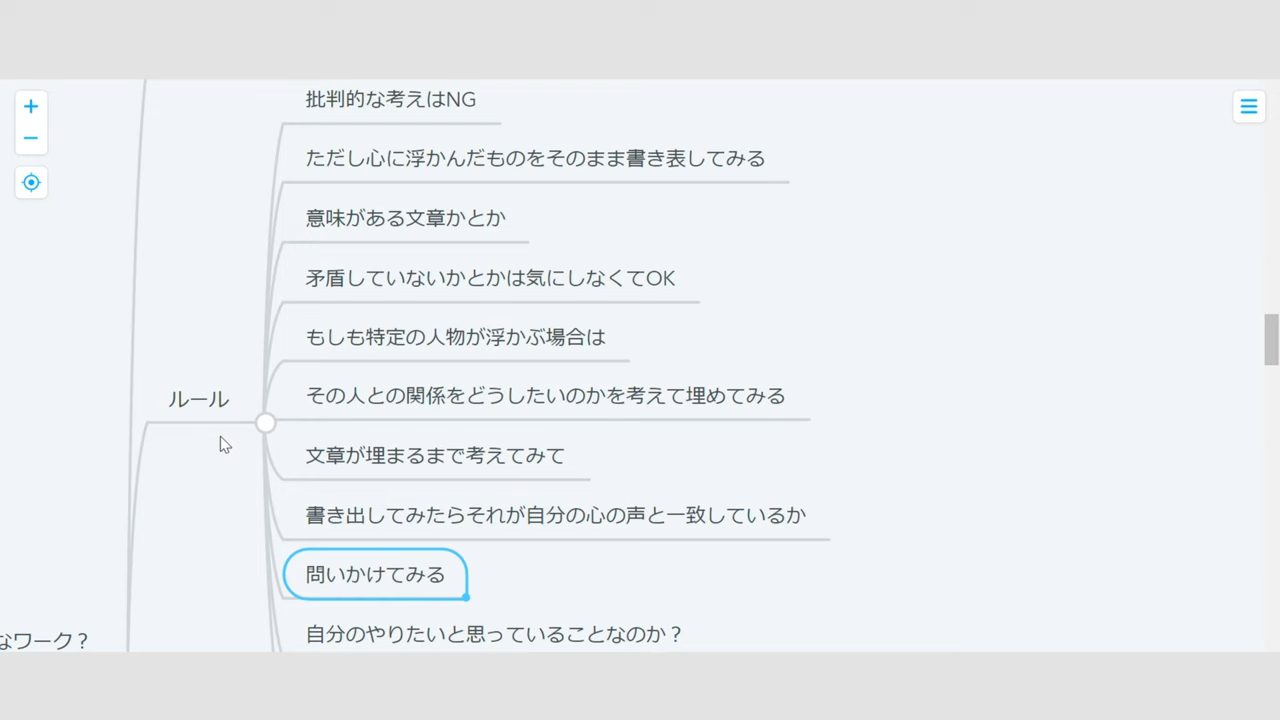 批判的な考えはNG
ただし心に浮かんだものをそのまま書き表してみる
意味がある文章かとか
矛盾していないかとかは気にしなくてOK
もしも特定の人物が浮かぶ場合は
ルール
その人との関係をどうしたいのかを考えて埋めてみる
文章が埋まるまで考えてみて
書き出してみたらそれが自分の心の声と一致しているか
問いかけてみる
自分のやりたいと思っていることなのか？
なワーク？